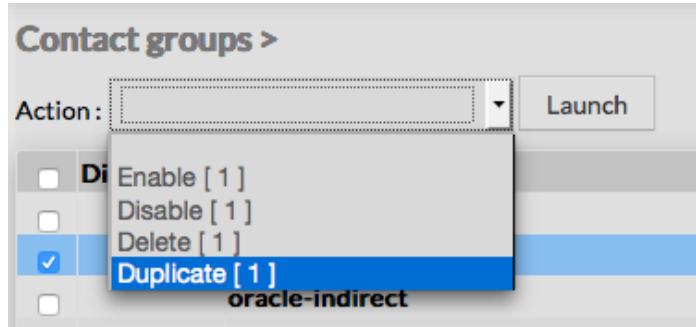 Contact groups >
Action :
Launch
Di
Enable [ 1 ]
Disable [ 1 ]
Delete [ 1 ]
Duplicate [ 1 ]
oracle-indirect